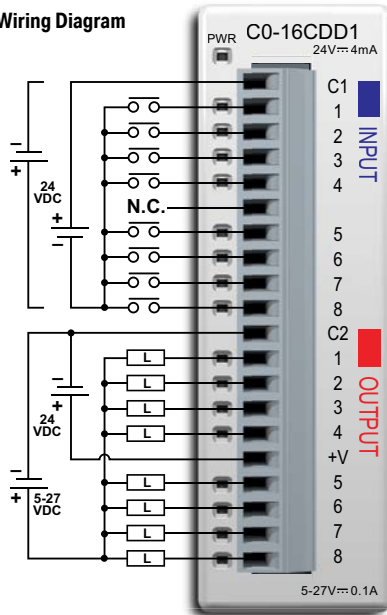 Wiring Diagram
PWR
C0-16CDD1
24V⎓4mA
C1
1
2
3
4
N.C.
5
6
7
8
INPUT
24
VDC
+
–
–
+
C2
1
2
3
4
+V
5
6
7
8
OUTPUT
L
L
L
L
L
L
L
L
+
–
24
VDC
–
+
5-27
VDC
5-27V⎓0.1A